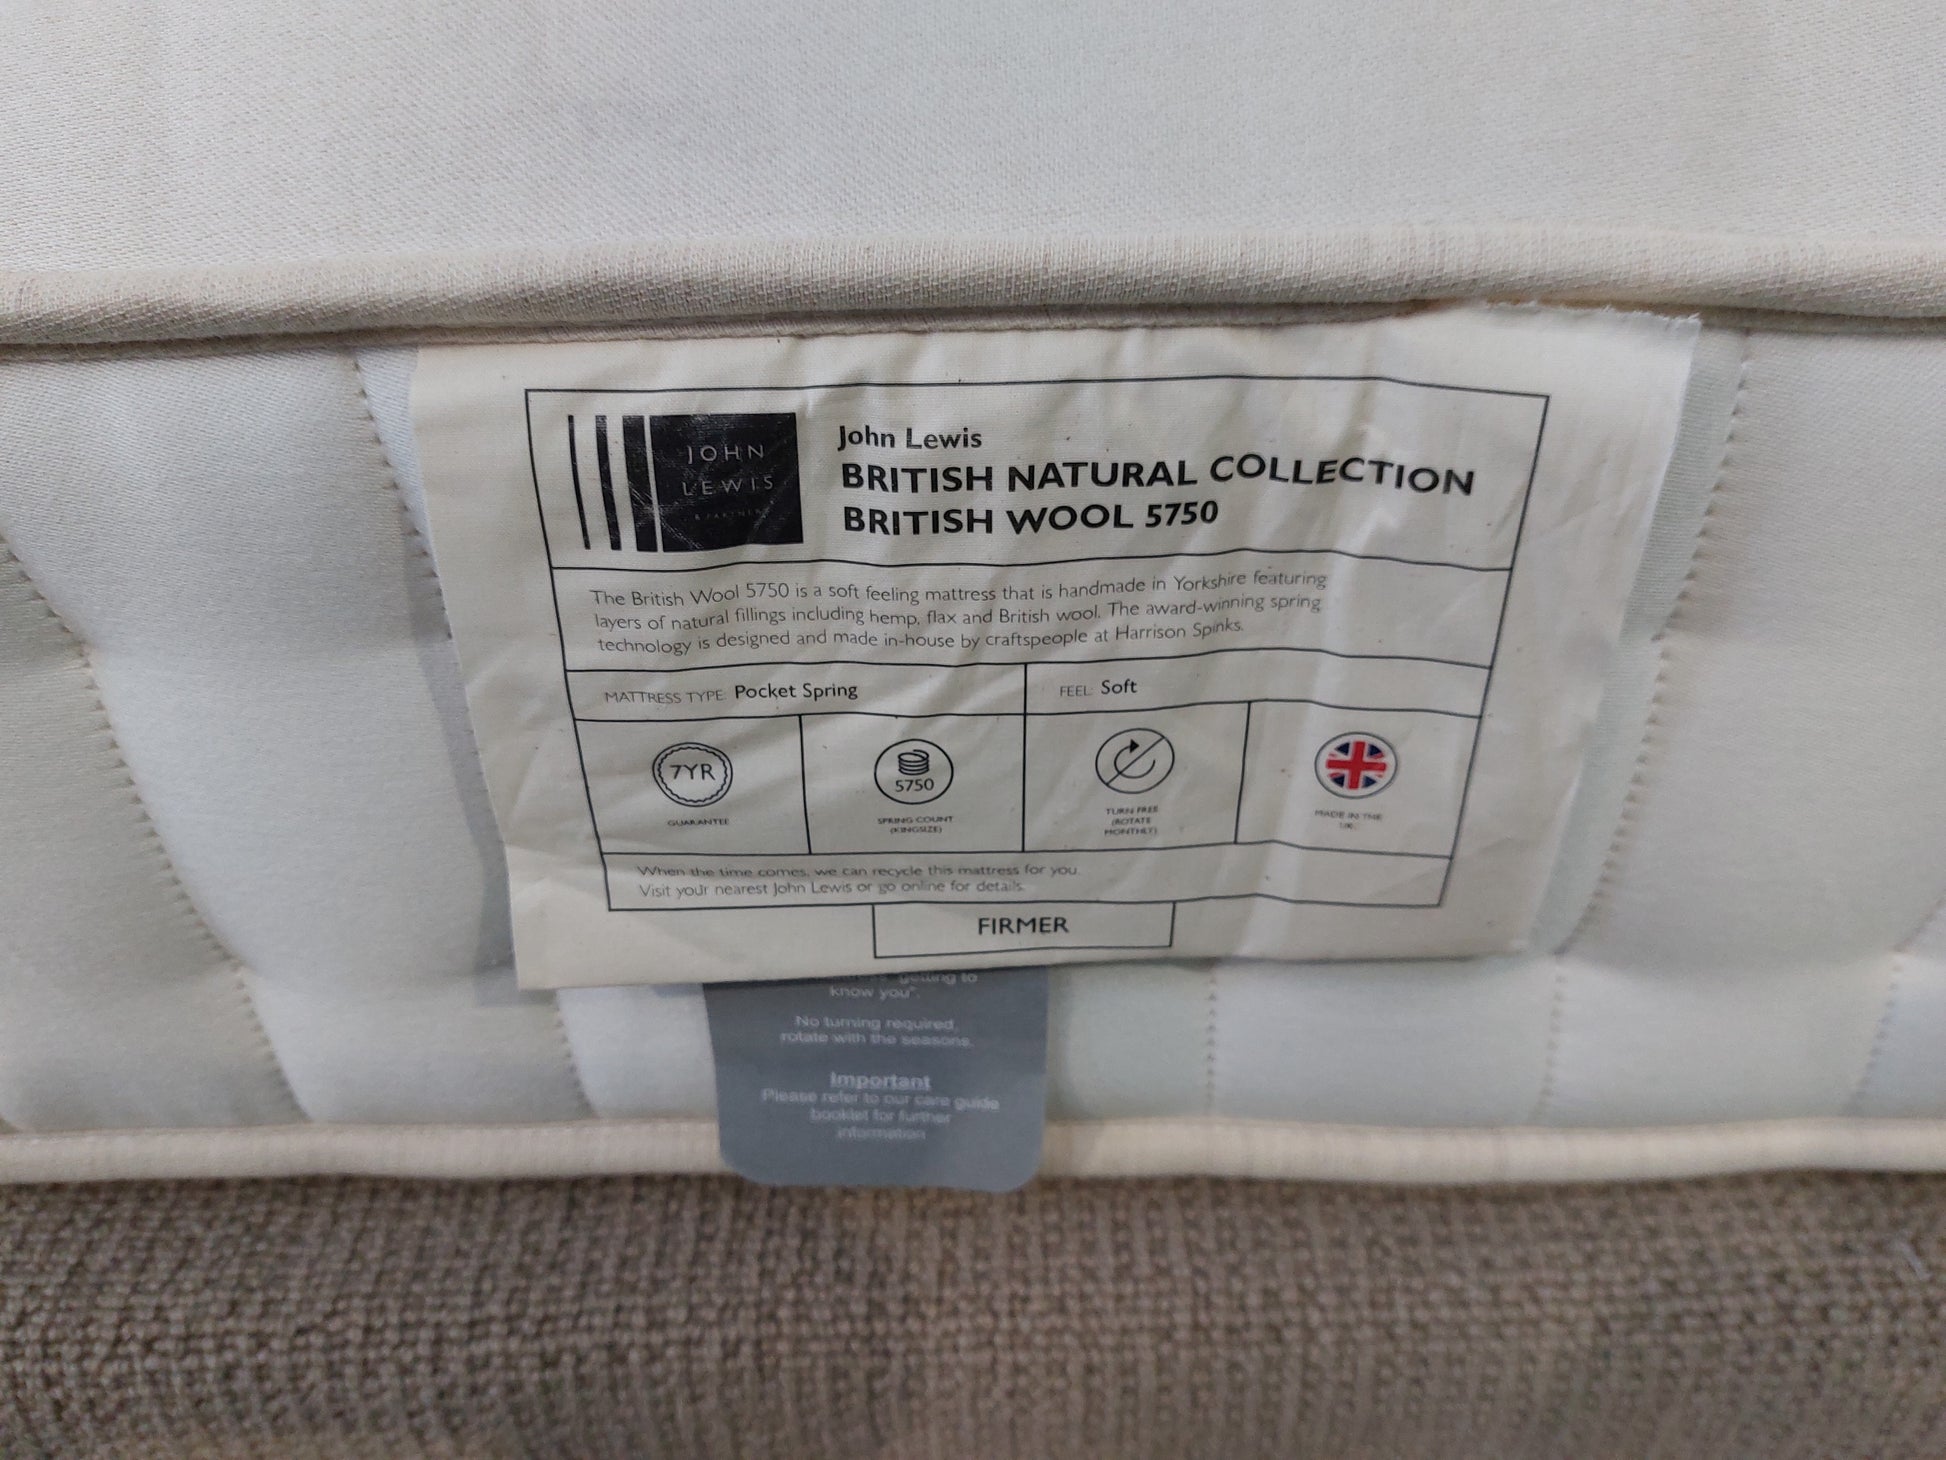 JOHN
LEWIS
& PARTNERS
John Lewis
BRITISH NATURAL COLLECTION
BRITISH WOOL 5750
The British Wool 5750 is a soft feeling mattress that is handmade in Yorkshire featuring
layers of natural fillings including hemp, flax and British wool. The award-winning spring
technology is designed and made in-house by craftspeople at Harrison Spinks.
MATTRESS TYPE: Pocket Spring
FEEL: Soft
7YR
GUARANTEE
5750
SPRING COUNT
(KINGSIZE)
TURN FREE
(ROTATE
MONTHLY)
MADE IN THE
UK
When the time comes, we can recycle this mattress for you.
Visit your nearest John Lewis or go online for details.
FIRMER
getting to
know you".
No turning required,
rotate with the seasons.
Important
Please refer to our care guide
booklet for further
information